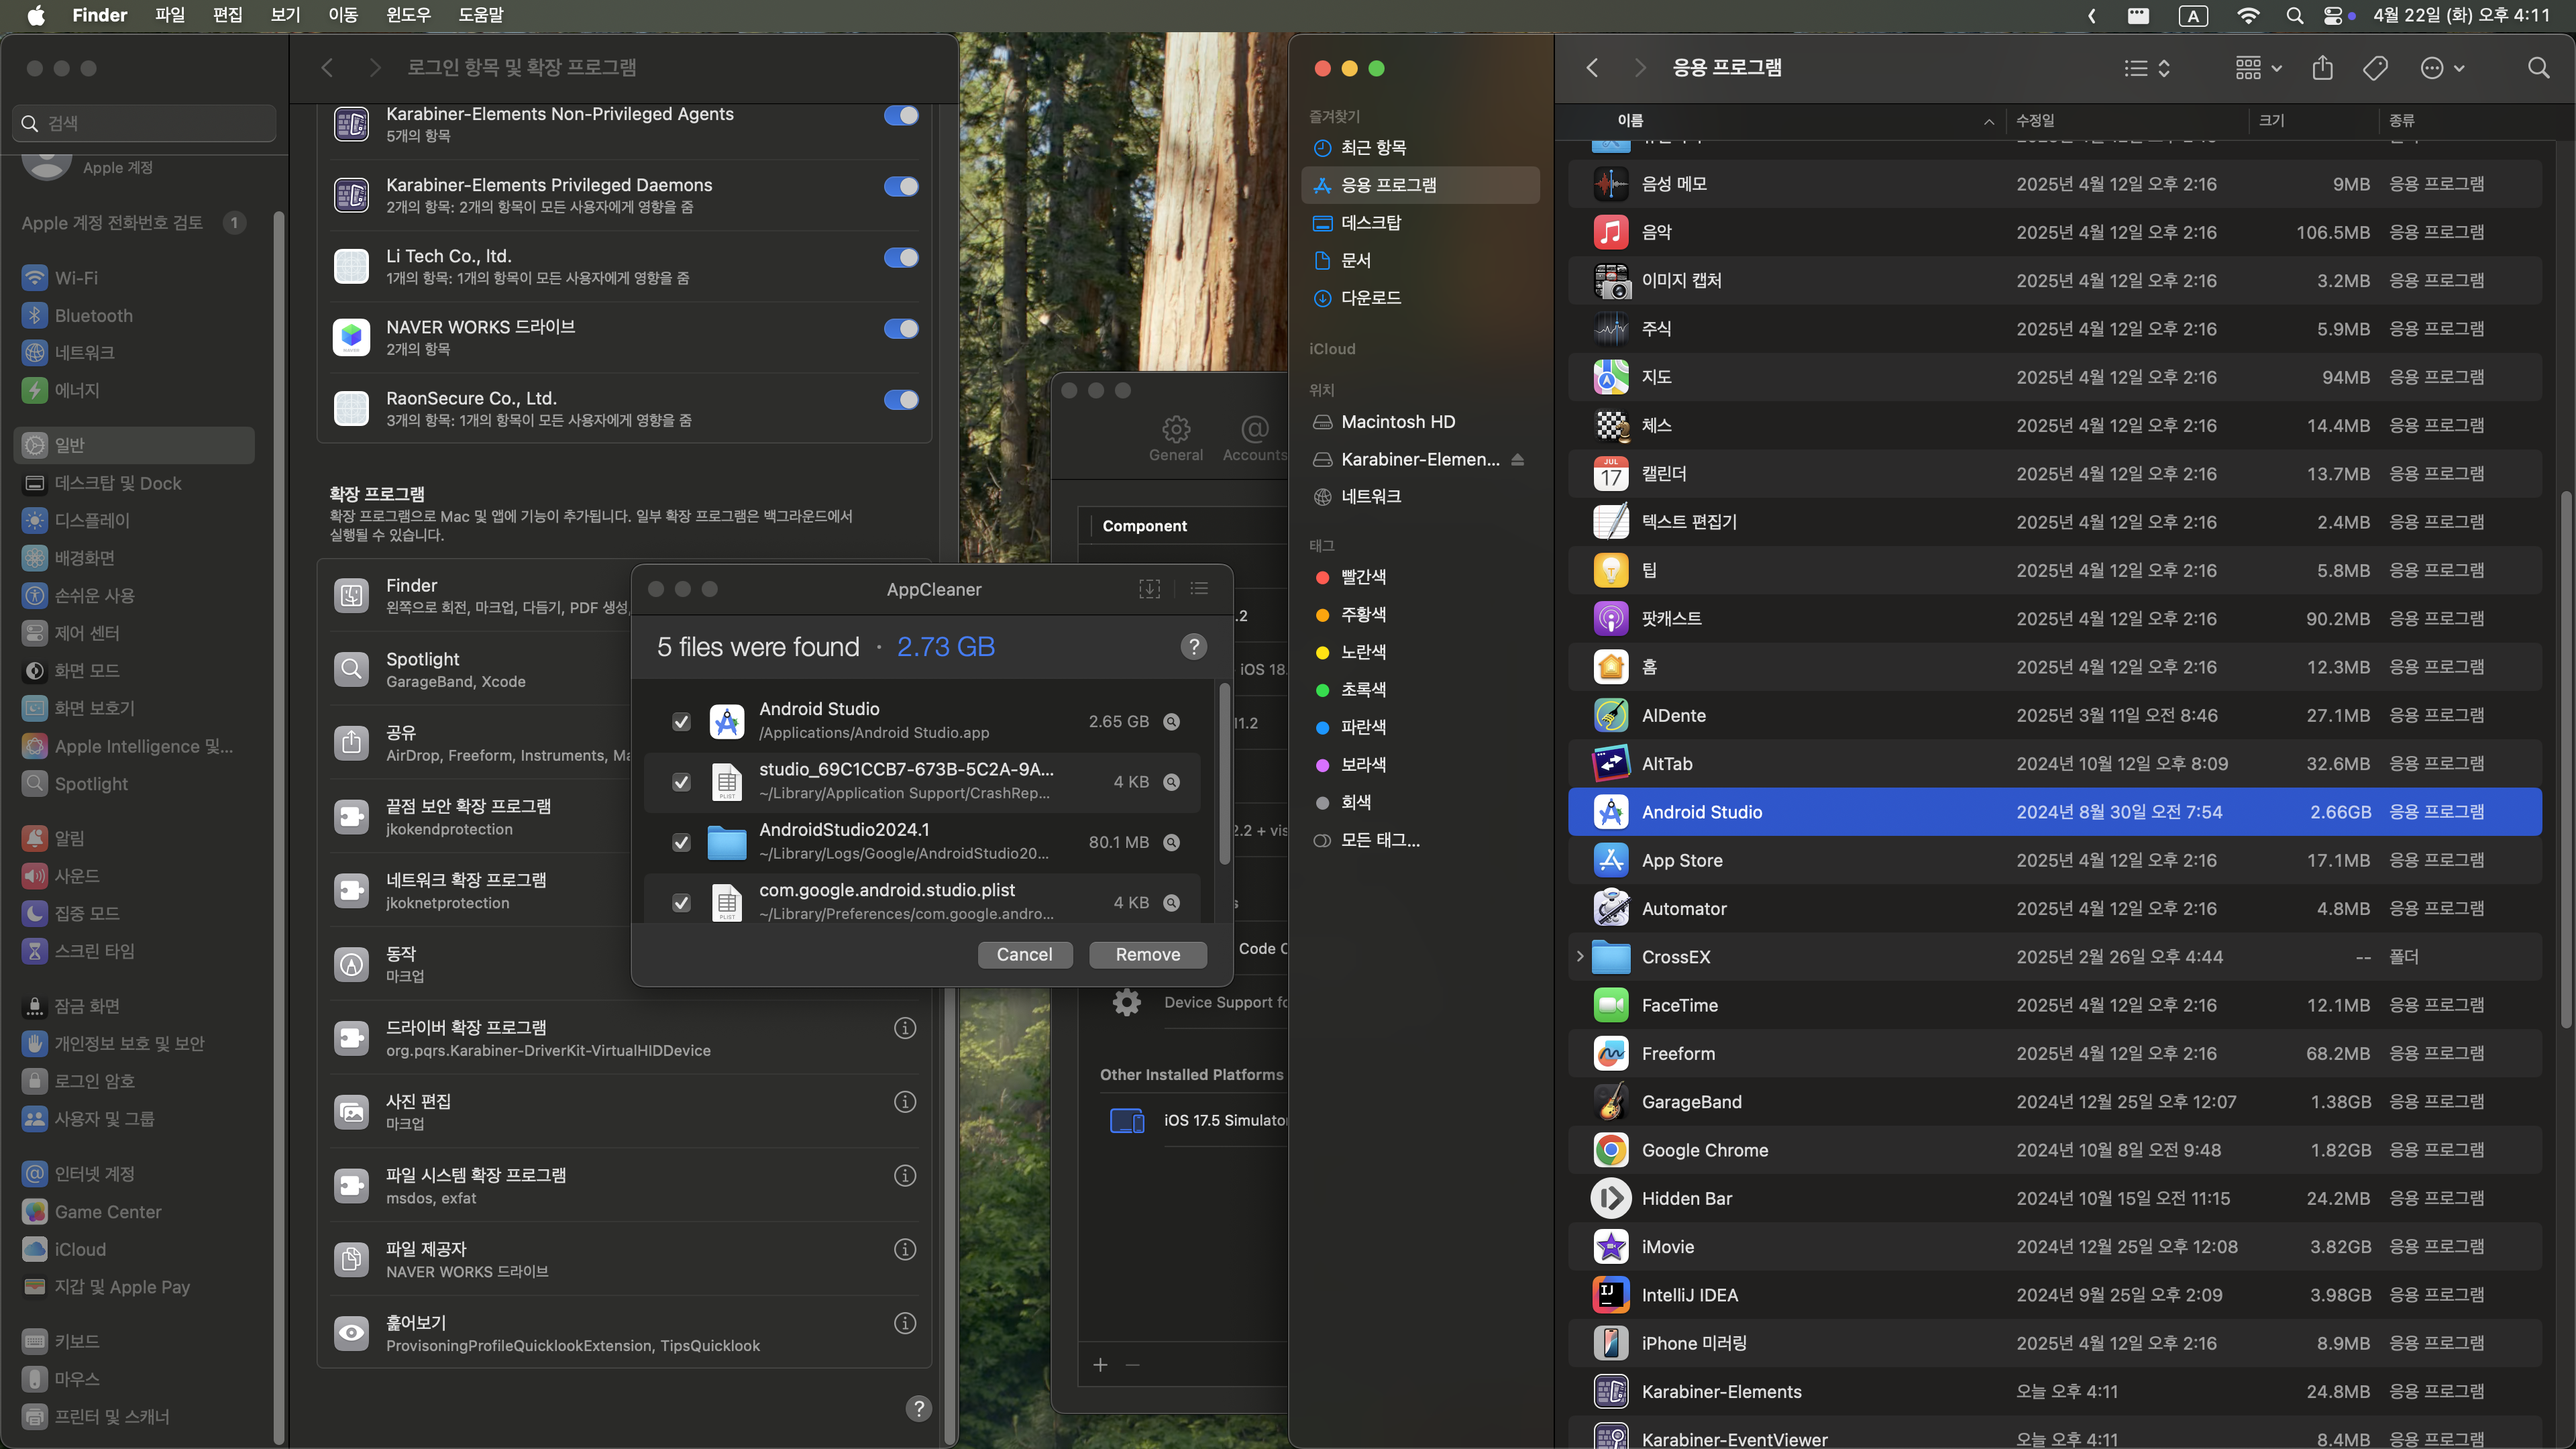 Finder 파일 편집 보기 이동 윈도우 도움말
A
4월 22일 (화) 오후 4:11
검색
Apple 계정
Apple 계정 전화번호 검토 1
Wi-Fi
Bluetooth
네트워크
에너지
일반
데스크탑 및 Dock
디스플레이
배경화면
손쉬운 사용
제어 센터
화면 모드
화면 보호기
Apple Intelligence 및...
Spotlight
알림
사운드
집중 모드
스크린 타임
잠금 화면
개인정보 보호 및 보안
로그인 암호
사용자 및 그룹
인터넷 계정
Game Center
iCloud
지갑 및 Apple Pay
키보드
마우스
프린터 및 스캐너
로그인 항목 및 확장 프로그램
Karabiner-Elements Non-Privileged Agents
5개의 항목
Karabiner-Elements Privileged Daemons
2개의 항목: 2개의 항목이 모든 사용자에게 영향을 줌
Li Tech Co., ltd.
1개의 항목: 1개의 항목이 모든 사용자에게 영향을 줌
NAVER WORKS 드라이브
2개의 항목
RaonSecure Co., Ltd.
3개의 항목: 1개의 항목이 모든 사용자에게 영향을 줌
확장 프로그램
확장 프로그램으로 Mac 및 앱에 기능이 추가됩니다. 일부 확장 프로그램은 백그라운드에서
실행될 수 있습니다.
Finder
왼쪽으로 회전, 마크업, 다듬기, PDF 생성,
Spotlight
GarageBand, Xcode
공유
AirDrop, Freeform, Instruments, Ma
끝점 보안 확장 프로그램
jkokendprotection
네트워크 확장 프로그램
jkoknetprotection
동작
마크업
드라이버 확장 프로그램
org.pqrs.Karabiner-DriverKit-VirtualHIDDevice
사진 편집
마크업
파일 시스템 확장 프로그램
msdos, exfat
파일 제공자
NAVER WORKS 드라이브
훑어보기
ProvisoningProfileQuicklookExtension, TipsQuicklook
?
AppCleaner
5 files were found · 2.73 GB
?
Android Studio 2.65 GB
/Applications/Android Studio.app
studio_69C1CCB7-673B-5C2A-9A... 4 KB
~/Library/Application Support/CrashRep...
AndroidStudio2024.1 80.1 MB
~/Library/Logs/Google/AndroidStudio20...
PLIST
com.google.android.studio.plist 4 KB
~/Library/Preferences/com.google.andro...
PLIST
Cancel Remove
General Accounts
Component
.2
iOS 18.
11.2
2.2 + vis
s
Code C
Device Support fo
Other Installed Platforms
iOS 17.5 Simulator
+ −
즐겨찾기
최근 항목
응용 프로그램
데스크탑
문서
다운로드
iCloud
위치
Macintosh HD
Karabiner-Elemen...
네트워크
태그
빨간색
주황색
노란색
초록색
파란색
보라색
회색
모든 태그...
응용 프로그램
이름 수정일 크기 종류
음성 메모 2025년 4월 12일 오후 2:16 9MB 응용 프로그램
음악 2025년 4월 12일 오후 2:16 106.5MB 응용 프로그램
이미지 캡처 2025년 4월 12일 오후 2:16 3.2MB 응용 프로그램
주식 2025년 4월 12일 오후 2:16 5.9MB 응용 프로그램
지도 2025년 4월 12일 오후 2:16 94MB 응용 프로그램
체스 2025년 4월 12일 오후 2:16 14.4MB 응용 프로그램
JUL
17
캘린더 2025년 4월 12일 오후 2:16 13.7MB 응용 프로그램
텍스트 편집기 2025년 4월 12일 오후 2:16 2.4MB 응용 프로그램
팁 2025년 4월 12일 오후 2:16 5.8MB 응용 프로그램
팟캐스트 2025년 4월 12일 오후 2:16 90.2MB 응용 프로그램
홈 2025년 4월 12일 오후 2:16 12.3MB 응용 프로그램
AlDente 2025년 3월 11일 오전 8:46 27.1MB 응용 프로그램
AltTab 2024년 10월 12일 오후 8:09 32.6MB 응용 프로그램
Android Studio 2024년 8월 30일 오전 7:54 2.66GB 응용 프로그램
App Store 2025년 4월 12일 오후 2:16 17.1MB 응용 프로그램
Automator 2025년 4월 12일 오후 2:16 4.8MB 응용 프로그램
CrossEX 2025년 2월 26일 오후 4:44 -- 폴더
FaceTime 2025년 4월 12일 오후 2:16 12.1MB 응용 프로그램
Freeform 2025년 4월 12일 오후 2:16 68.2MB 응용 프로그램
GarageBand 2024년 12월 25일 오후 12:07 1.38GB 응용 프로그램
Google Chrome 2024년 10월 8일 오전 9:48 1.82GB 응용 프로그램
Hidden Bar 2024년 10월 15일 오전 11:15 24.2MB 응용 프로그램
iMovie 2024년 12월 25일 오후 12:08 3.82GB 응용 프로그램
IJ
IntelliJ IDEA 2024년 9월 25일 오후 2:09 3.98GB 응용 프로그램
iPhone 미러링 2025년 4월 12일 오후 2:16 8.9MB 응용 프로그램
Karabiner-Elements 오늘 오후 4:11 24.8MB 응용 프로그램
Karabiner-EventViewer 오늘 오후 4:11 8.4MB 응용 프로그램